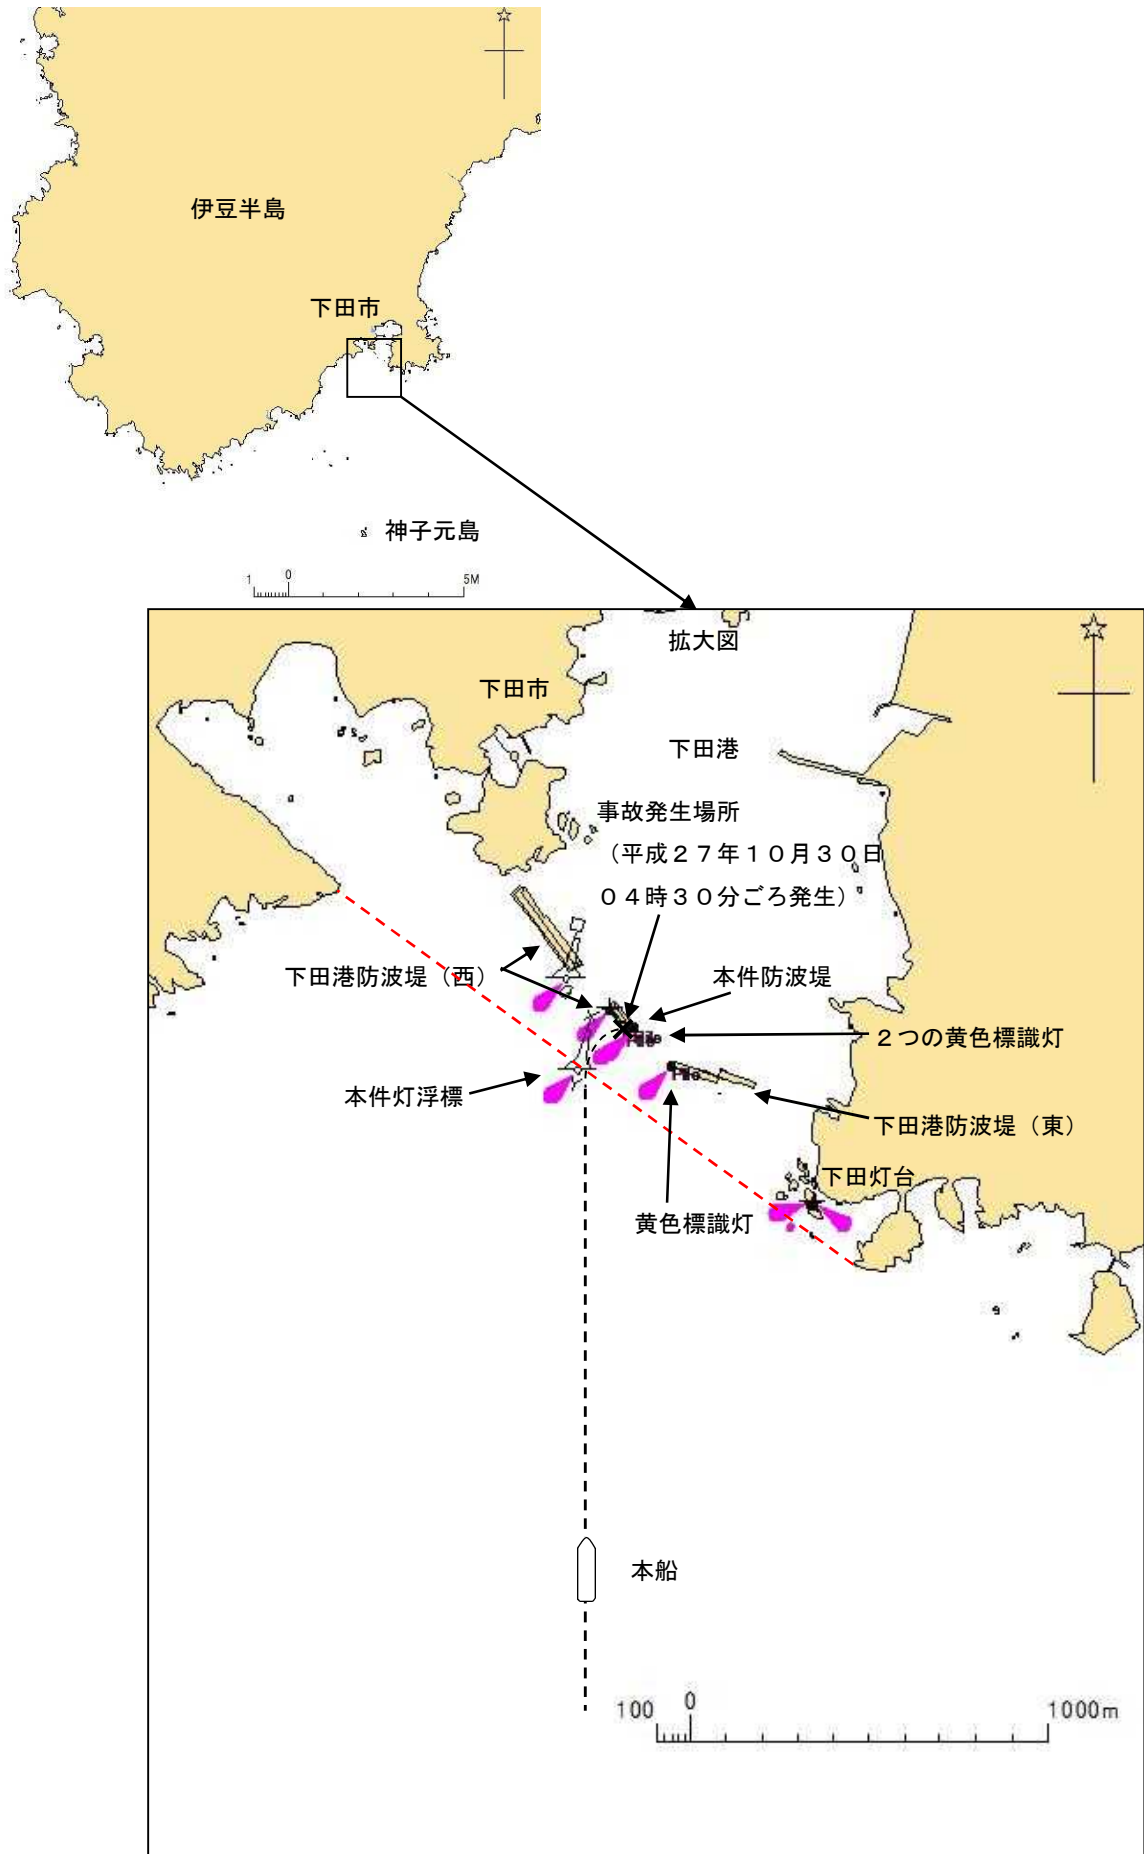 伊豆半島
下田市
神子元島
1 0 5M
拡大図
下田市
下田港
事故発生場所
（平成２７年１０月３０日
０４時３０分ごろ発生）
下田港防波堤（西）
本件防波堤
２つの黄色標識灯
本件灯浮標
下田港防波堤（東）
下田灯台
黄色標識灯
本船
100 0 1000m